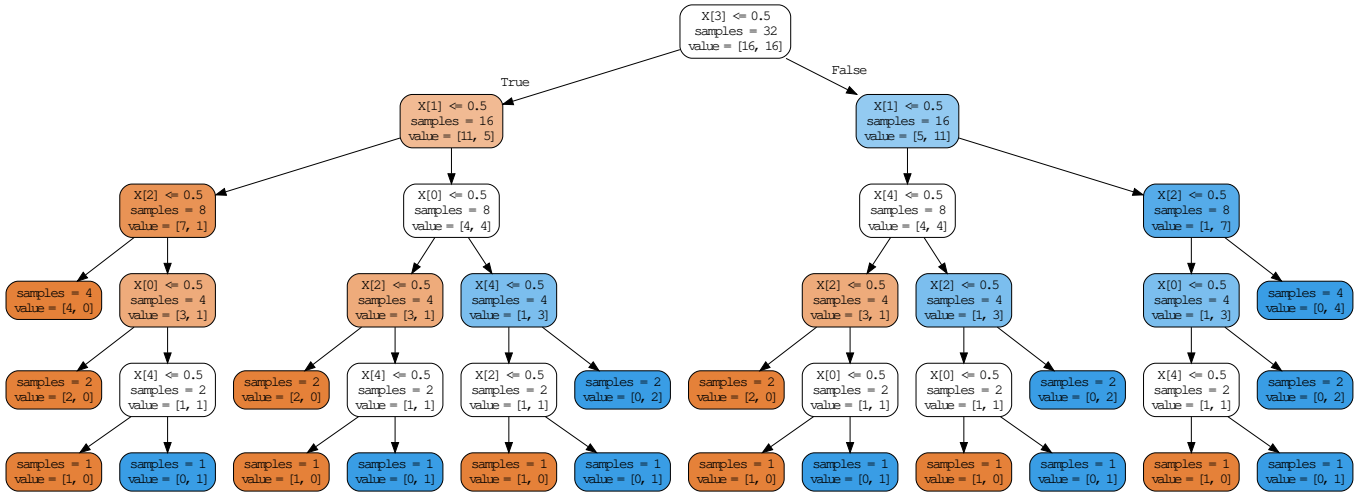 X[3] <= 0.5
samples = 32
value = [16, 16]
True
False
X[1] <= 0.5
samples = 16
value = [11, 5]
X[1] <= 0.5
samples = 16
value = [5, 11]
X[2] <= 0.5
samples = 8
value = [7, 1]
X[0] <= 0.5
samples = 8
value = [4, 4]
X[4] <= 0.5
samples = 8
value = [4, 4]
X[2] <= 0.5
samples = 8
value = [1, 7]
samples = 4
value = [4, 0]
X[0] <= 0.5
samples = 4
value = [3, 1]
X[2] <= 0.5
samples = 4
value = [3, 1]
X[4] <= 0.5
samples = 4
value = [1, 3]
X[2] <= 0.5
samples = 4
value = [3, 1]
X[2] <= 0.5
samples = 4
value = [1, 3]
X[0] <= 0.5
samples = 4
value = [1, 3]
samples = 4
value = [0, 4]
samples = 2
value = [2, 0]
X[4] <= 0.5
samples = 2
value = [1, 1]
samples = 2
value = [2, 0]
X[4] <= 0.5
samples = 2
value = [1, 1]
X[2] <= 0.5
samples = 2
value = [1, 1]
samples = 2
value = [0, 2]
samples = 2
value = [2, 0]
X[0] <= 0.5
samples = 2
value = [1, 1]
X[0] <= 0.5
samples = 2
value = [1, 1]
samples = 2
value = [0, 2]
X[4] <= 0.5
samples = 2
value = [1, 1]
samples = 2
value = [0, 2]
samples = 1
value = [1, 0]
samples = 1
value = [0, 1]
samples = 1
value = [1, 0]
samples = 1
value = [0, 1]
samples = 1
value = [1, 0]
samples = 1
value = [0, 1]
samples = 1
value = [1, 0]
samples = 1
value = [0, 1]
samples = 1
value = [1, 0]
samples = 1
value = [0, 1]
samples = 1
value = [1, 0]
samples = 1
value = [0, 1]